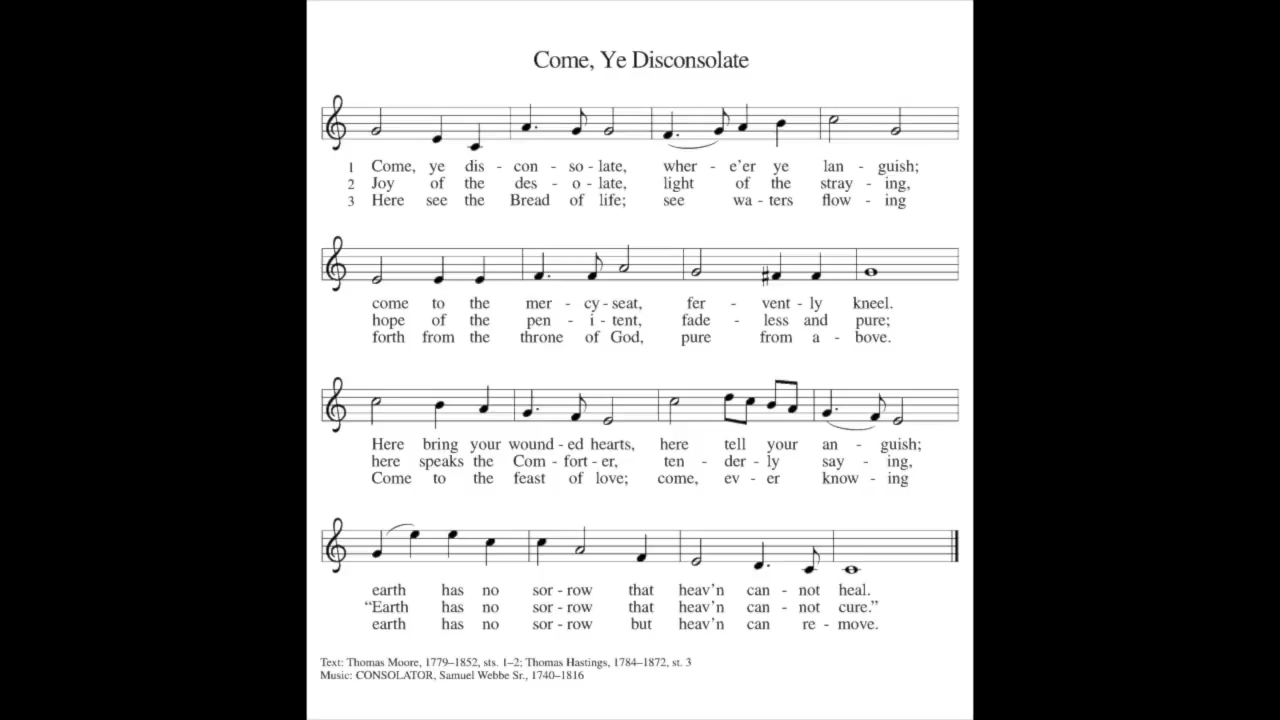 Come, Ye Disconsolate
1 Come, ye dis - con - so - late, wher - e'er ye lan - guish;
2 Joy of the des - o - late, light of the stray - ing,
3 Here see the Bread of life; see wa - ters flow - ing
come to the mer - cy - seat, fer - vent - ly kneel.
hope of the pen - i - tent, fade - less and pure;
forth from the throne of God, pure from a - bove.
Here bring your wound - ed hearts, here tell your an - guish;
here speaks the Com - fort - er, ten - der - ly say - ing,
Come to the feast of love; come, ev - er know - ing
earth has no sor - row that heav'n can - not heal.
“Earth has no sor - row that heav'n can - not cure.”
earth has no sor - row but heav'n can re - move.
Text: Thomas Moore, 1779–1852, sts. 1–2; Thomas Hastings, 1784–1872, st. 3
Music: CONSOLATOR, Samuel Webbe Sr., 1740–1816